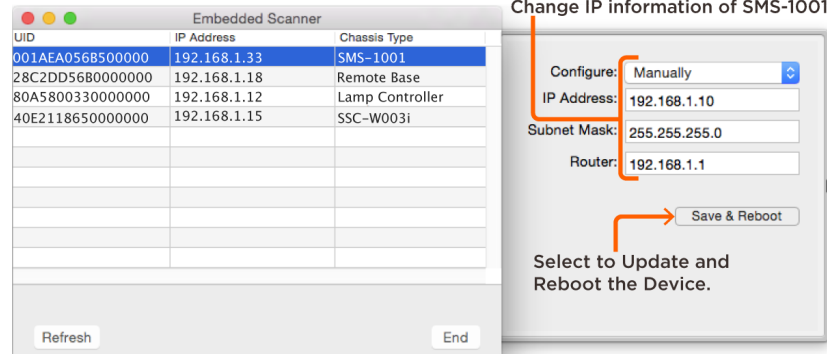 Change IP information of SMS-1001
Embedded Scanner
UID IP Address Chassis Type
001AEA056B500000 192.168.1.33 SMS-1001
28C2DD56B0000000 192.168.1.18 Remote Base
80A5800330000000 192.168.1.12 Lamp Controller
40E2118650000000 192.168.1.15 SSC-W003i
Refresh End
Configure: Manually
IP Address: 192.168.1.10
Subnet Mask: 255.255.255.0
Router: 192.168.1.1
Save & Reboot
Select to Update and
Reboot the Device.